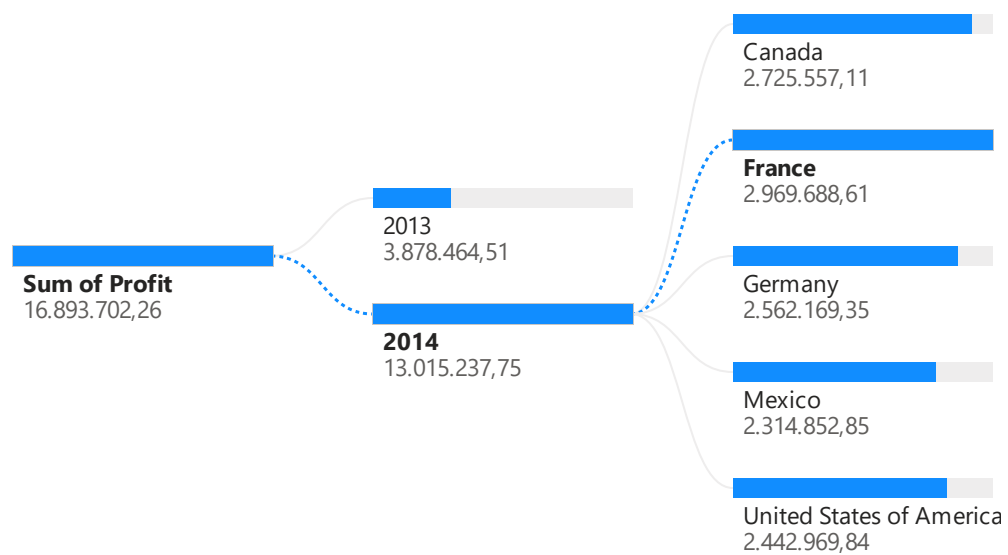 Sum of Profit
16.893.702,26
2013
3.878.464,51
2014
13.015.237,75
Canada
2.725.557,11
France
2.969.688,61
Germany
2.562.169,35
Mexico
2.314.852,85
United States of America
2.442.969,84